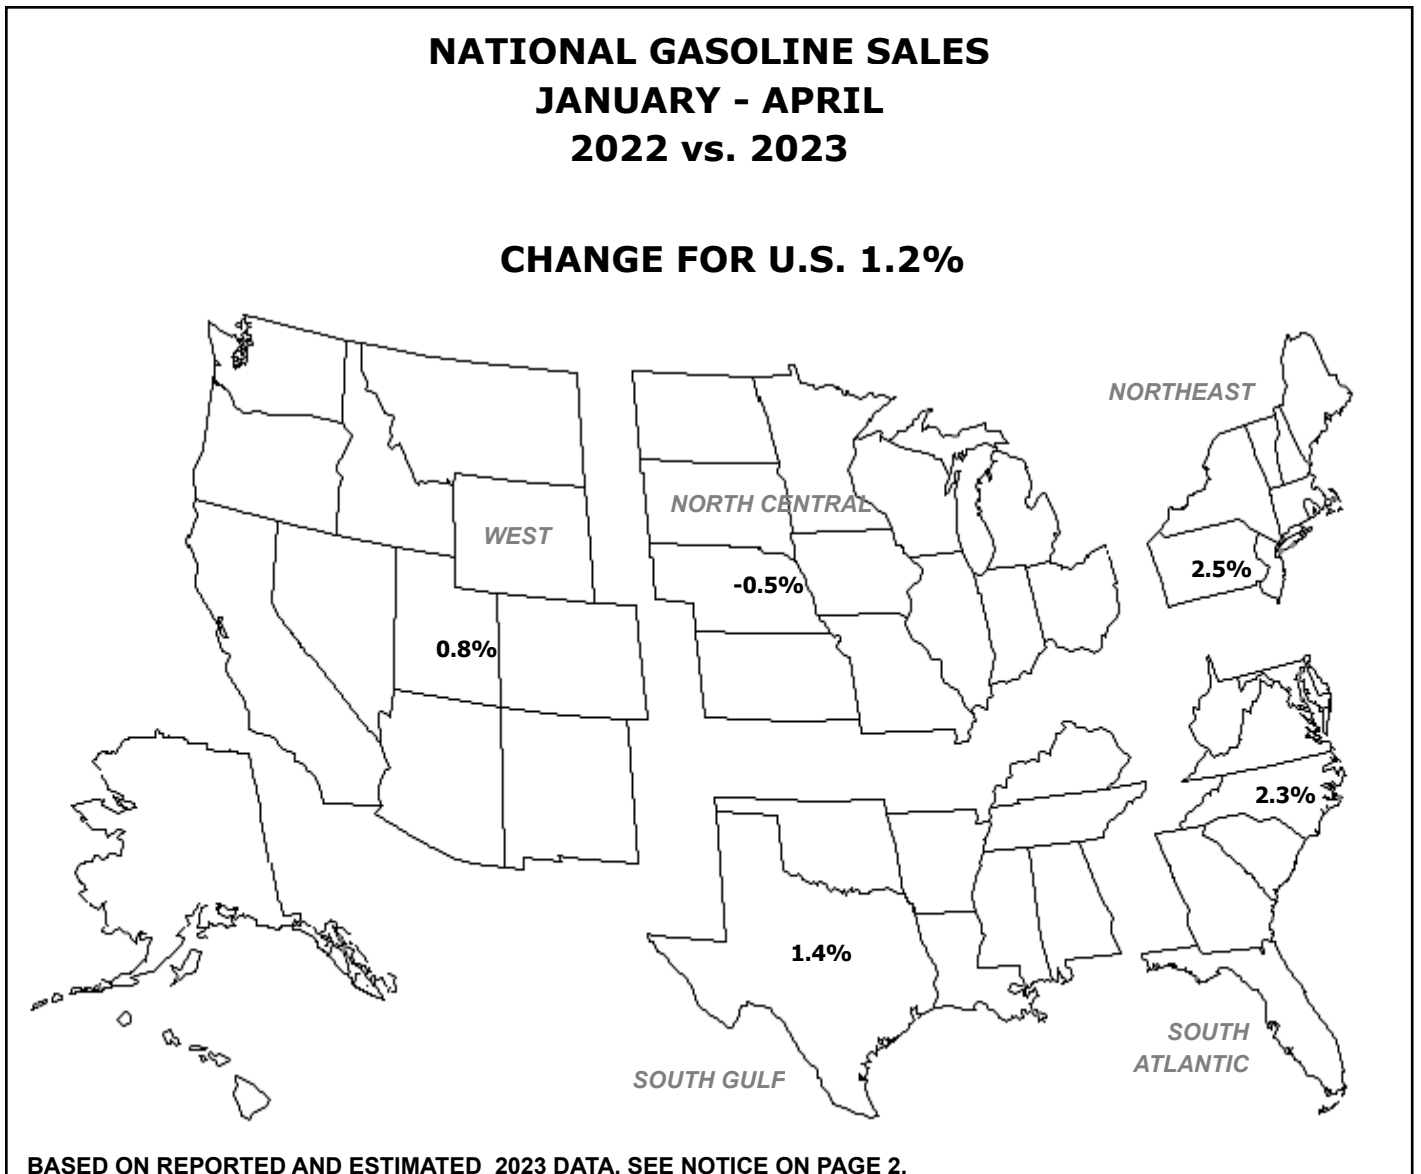 NATIONAL GASOLINE SALES
JANUARY - APRIL
2022 vs. 2023
CHANGE FOR U.S. 1.2%
NORTHEAST
NORTH CENTRAL
WEST
2.5%
-0.5%
0.8%
2.3%
1.4%
SOUTH
ATLANTIC
SOUTH GULF
BASED ON REPORTED AND ESTIMATED  2023 DATA. SEE NOTICE ON PAGE 2.